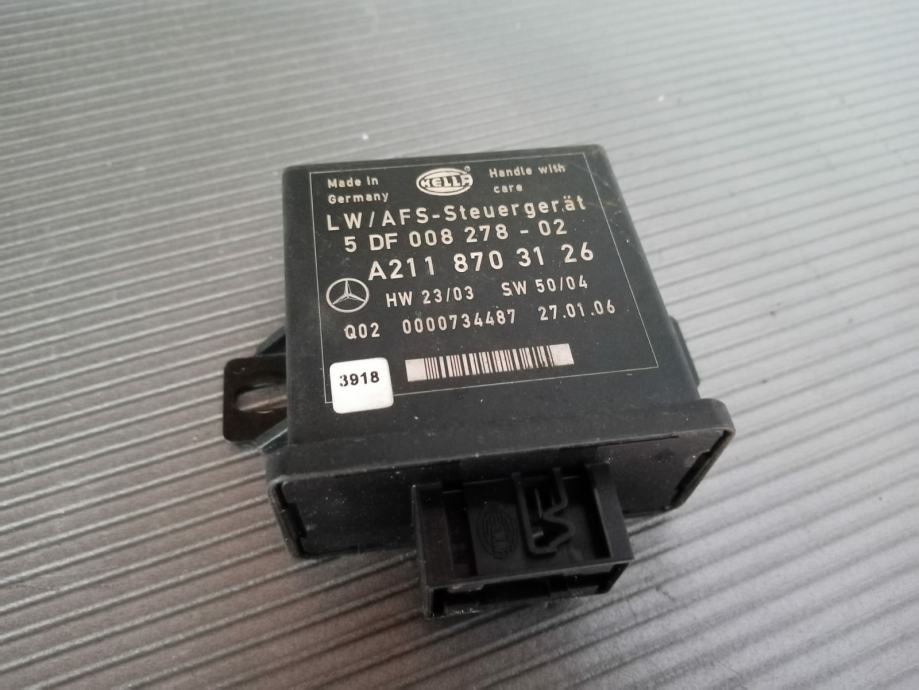 Made in Germany
HELLA
®
Handle with care
LW/AFS-Steuergerät
5 DF 008 278 - 02
A211 870 31 26
HW 23/03 SW 50/04
Q02 0000734487 27.01.06
3918